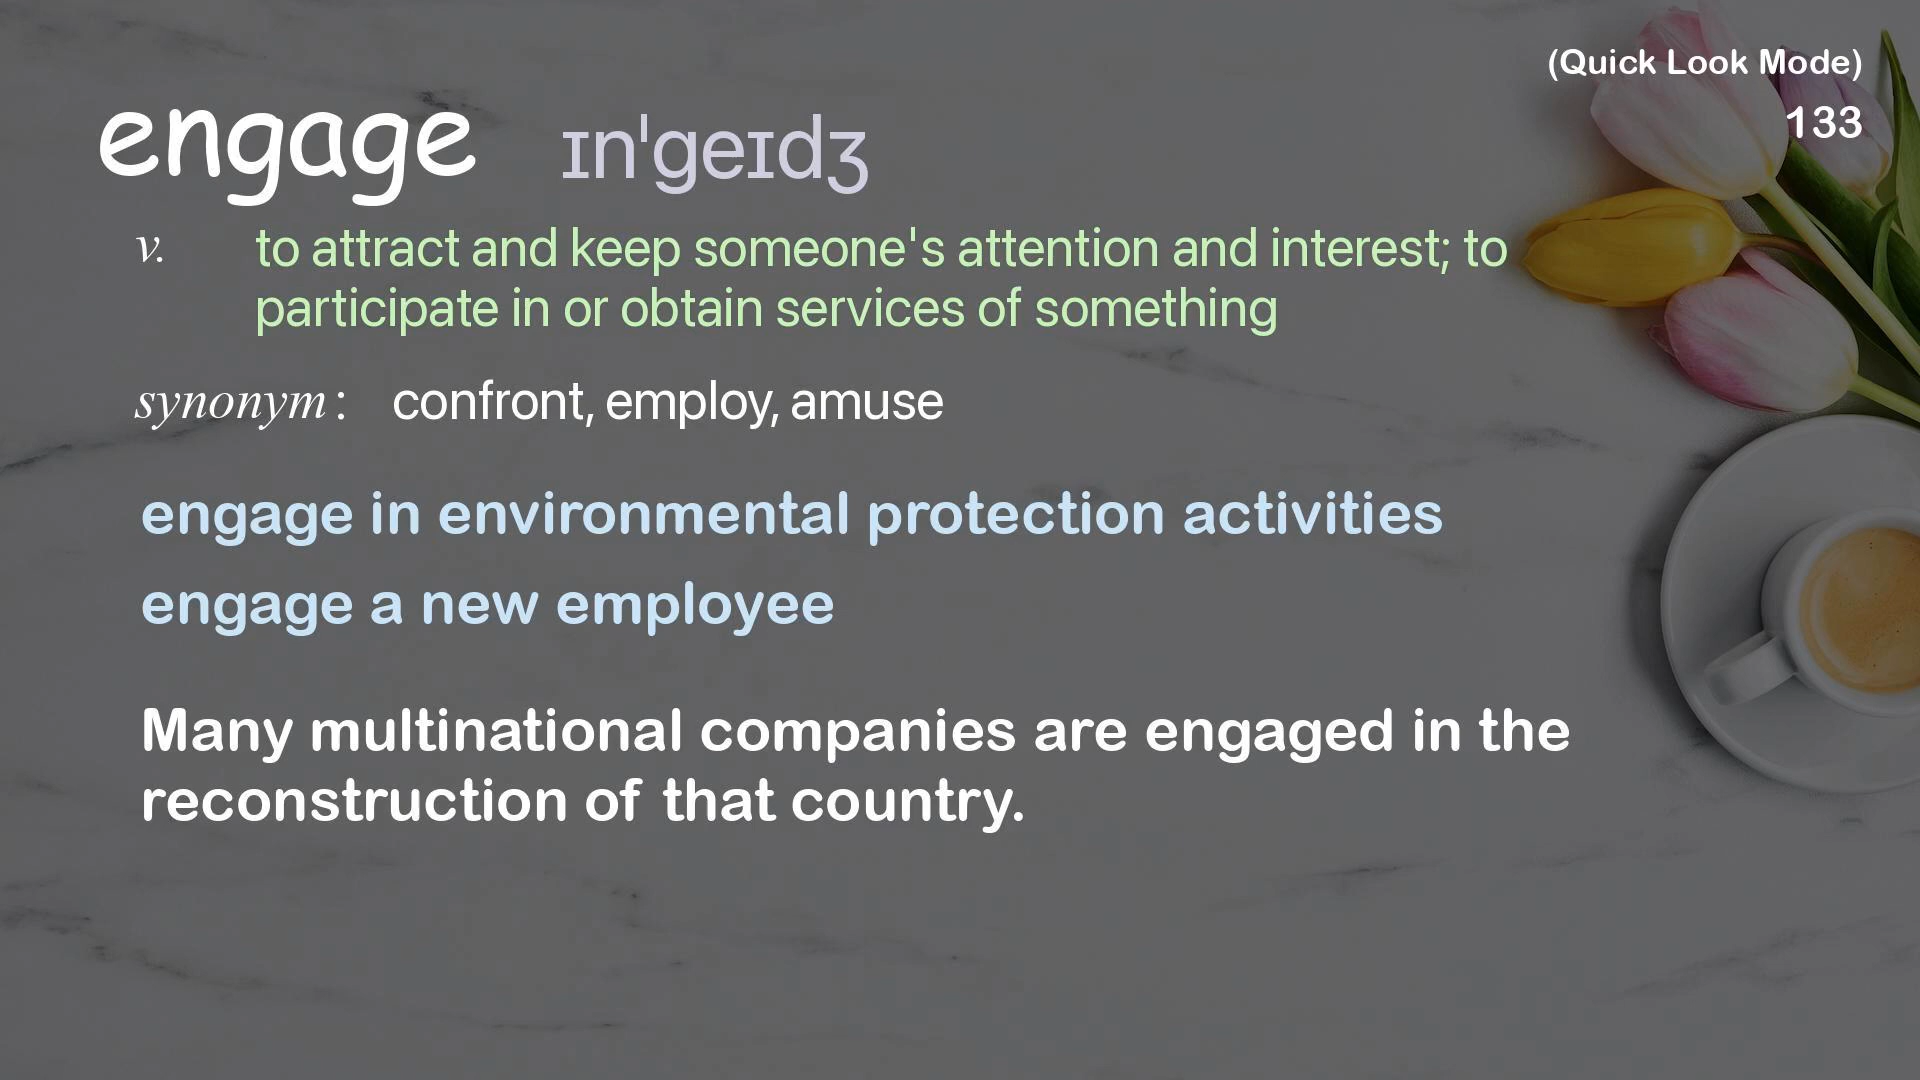 (Quick Look Mode)
133
engage ɪnˈgeɪdʒ
v. to attract and keep someone's attention and interest; to
participate in or obtain services of something
synonym: confront, employ, amuse
engage in environmental protection activities
engage a new employee
Many multinational companies are engaged in the
reconstruction of that country.